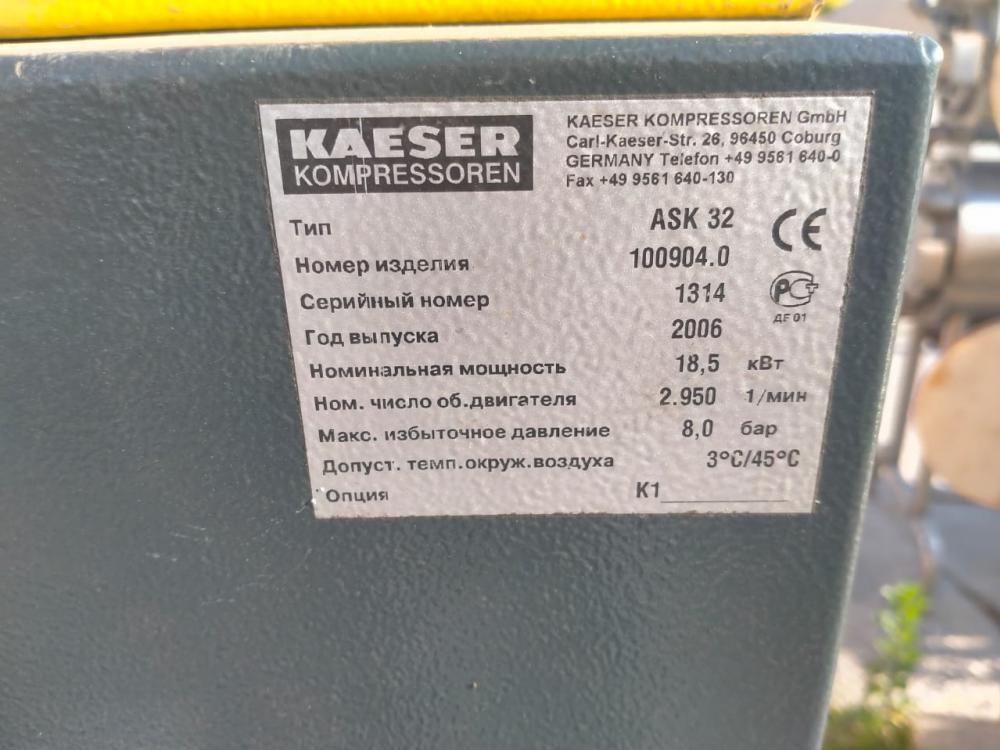 KAESER
KOMPRESSOREN
KAESER KOMPRESSOREN GmbH
Carl-Kaeser-Str. 26, 96450 Coburg
GERMANY Telefon +49 9561 640-0
Fax +49 9561 640-130
Тип ASK 32
CE
Номер изделия 100904.0
Серийный номер 1314
РСТ
АЕ 01
Год выпуска 2006
Номинальная мощность 18,5 кВт
Ном. число об.двигателя 2.950 1/мин
Макс. избыточное давление 8,0 бар
Допуст. темп.окруж.воздуха 3°C/45°C
Опция K1